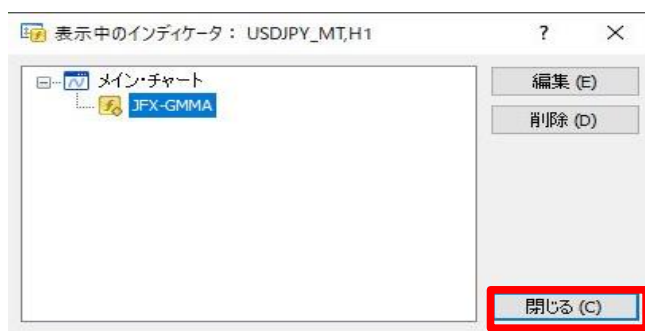 表示中のインディケータ： USDJPY_MT,H1
?
メイン・チャート
JFX-GMMA
編集 (E)
削除 (D)
閉じる (C)